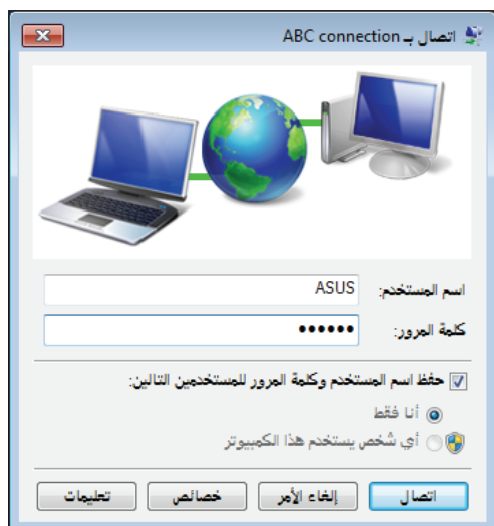 اتصال بـ ABC connection
اسم المستخدم: ASUS
كلمة المرور: ••••••
حفظ اسم المستخدم وكلمة المرور للمستخدمين التالين:
أنا فقط
أي شخص يستخدم هذا الكمبيوتر
اتصال إلغاء الأمر خصائص تعليمات